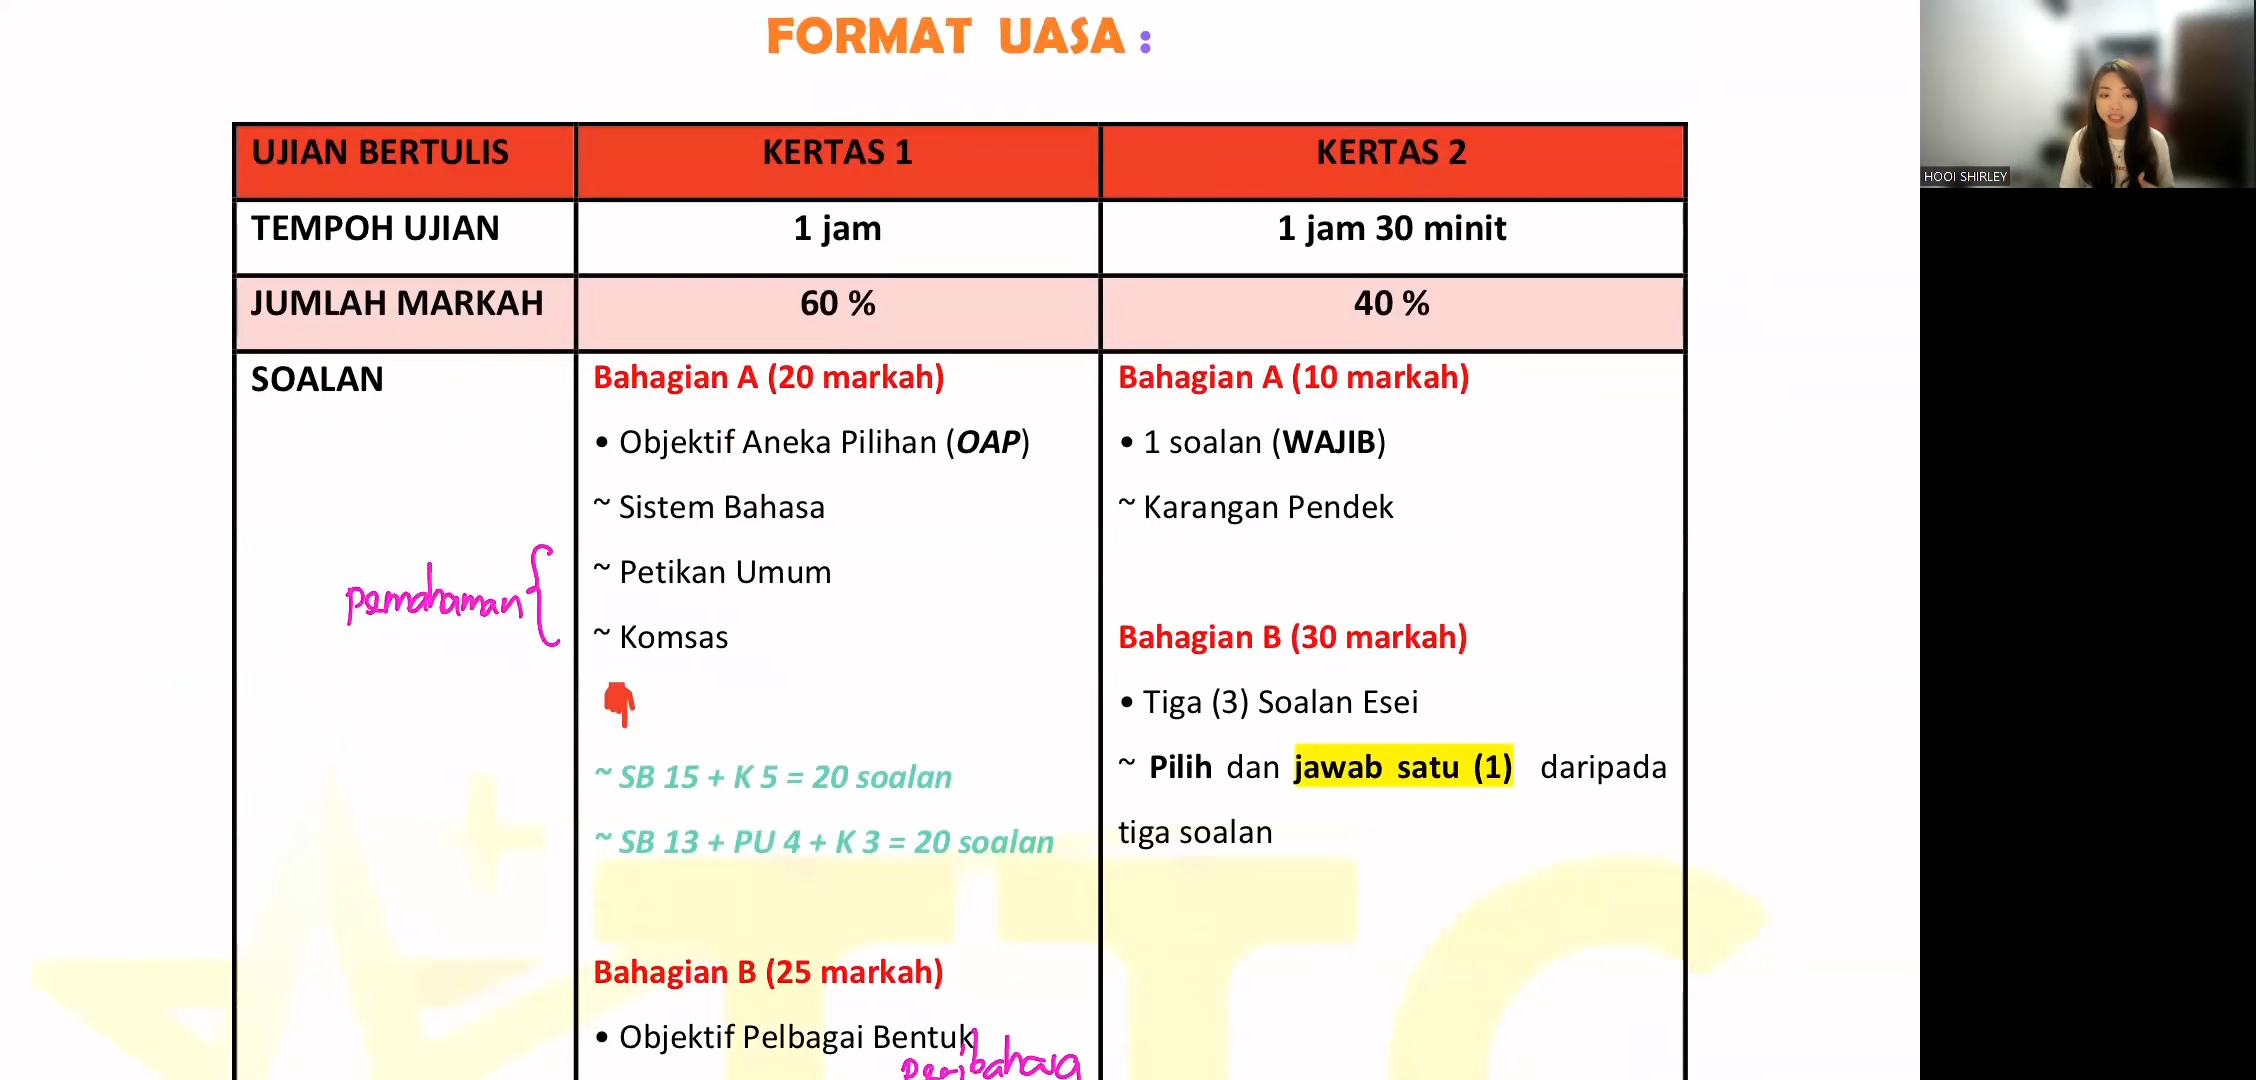 FORMAT UASA :
HOOI SHIRLEY
UJIAN BERTULIS
KERTAS 1
KERTAS 2
TEMPOH UJIAN
1 jam
1 jam 30 minit
JUMLAH MARKAH
60 %
40 %
SOALAN
pemahaman
Bahagian A (20 markah)
• Objektif Aneka Pilihan (OAP)
~ Sistem Bahasa
~ Petikan Umum
~ Komsas
~ SB 15 + K 5 = 20 soalan
~ SB 13 + PU 4 + K 3 = 20 soalan
Bahagian B (25 markah)
• Objektif Pelbagai Bentuk
peribahasa
Bahagian A (10 markah)
• 1 soalan (WAJIB)
~ Karangan Pendek
Bahagian B (30 markah)
• Tiga (3) Soalan Esei
~ Pilih dan jawab satu (1) daripada
tiga soalan
TTC